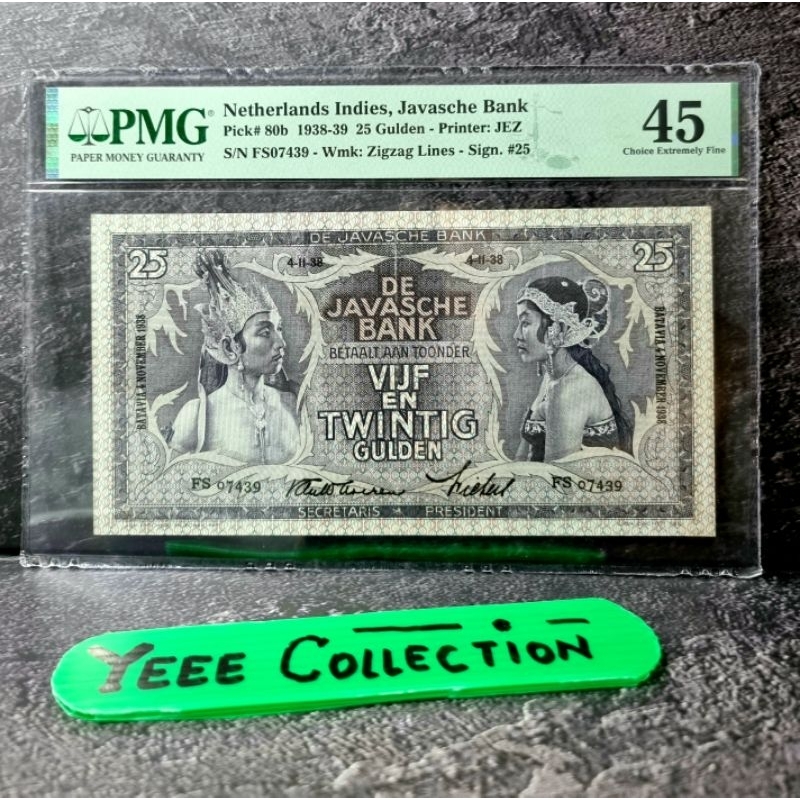 PMG
PAPER MONEY GUARANTY
Netherlands Indies, Javasche Bank
Pick# 80b 1938-39 25 Gulden - Printer: JEZ
S/N FS07439 - Wmk: Zigzag Lines - Sign. #25
45
Choice Extremely Fine
DE JAVASCHE BANK
25
4-11-38
4-11-38
25
DE
JAVASCHE
BANK
BETAALT AAN TOONDER
VIJF
EN
TWINTIG
GULDEN
BATAVIA 4 NOVEMBER 1938
BATAVIA 4 NOVEMBER 1938
FS 07439
FS 07439
SECRETARIS PRESIDENT
YEEE COLLECTION